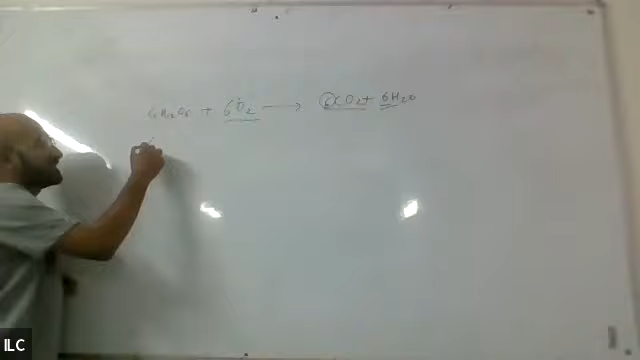 C6H12O6 + 6O2 → 6CO2 + 6H2O
ILC